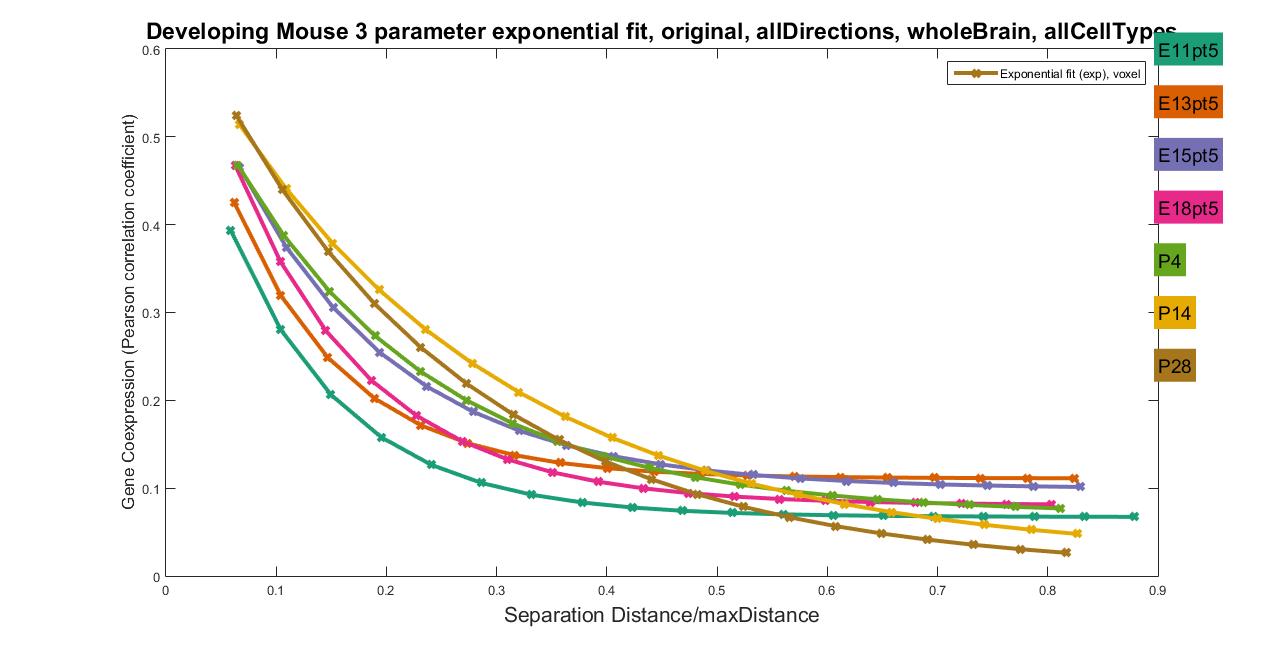 Developing Mouse 3 parameter exponential fit, original, allDirections, wholeBrain, allCellTypes
E11pt5
E13pt5
E15pt5
E18pt5
P4
P14
P28
Exponential fit (exp), voxel
Gene Coexpression (Pearson correlation coefficient)
0.6
0.5
0.4
0.3
0.2
0.1
0
0 0.1 0.2 0.3 0.4 0.5 0.6 0.7 0.8 0.9
Separation Distance/maxDistance